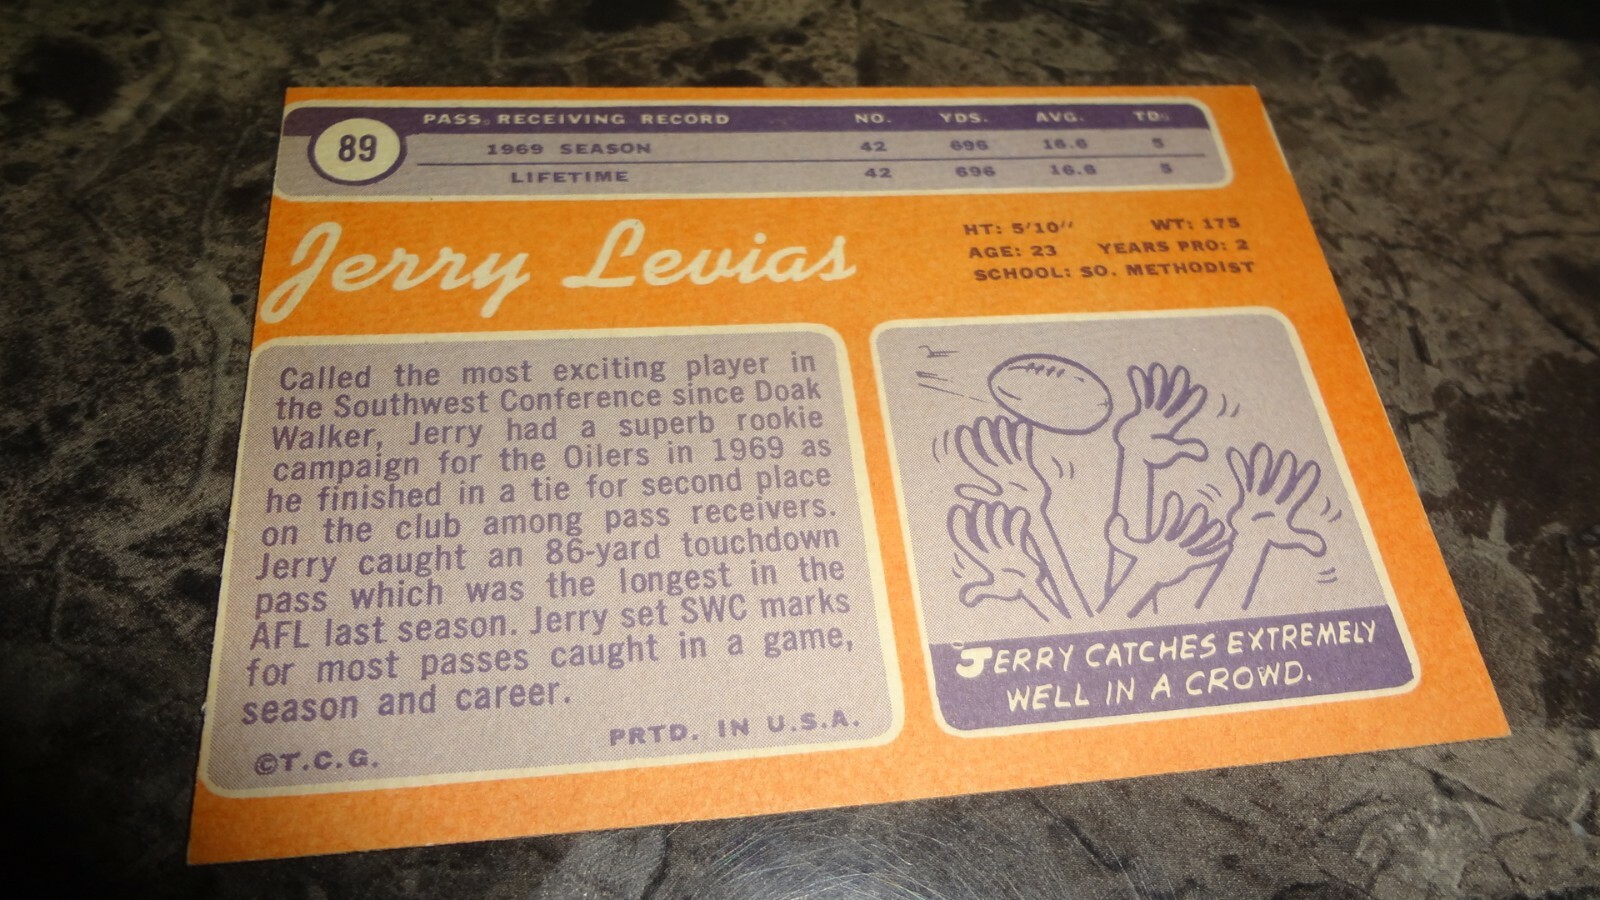 89
PASS RECEIVING RECORD NO. YDS. AVG. TD.
1969 SEASON 42 696 16.6 5
LIFETIME 42 696 16.6 5
Jerry Levias
HT: 5'10" WT: 175
AGE: 23 YEARS PRO: 2
SCHOOL: SO. METHODIST
Called the most exciting player in
the Southwest Conference since Doak
Walker, Jerry had a superb rookie
campaign for the Oilers in 1969 as
he finished in a tie for second place
on the club among pass receivers.
Jerry caught an 86-yard touchdown
pass which was the longest in the
AFL last season. Jerry set SWC marks
for most passes caught in a game,
season and career.
©T.C.G. PRTD. IN U.S.A.
JERRY CATCHES EXTREMELY
WELL IN A CROWD.